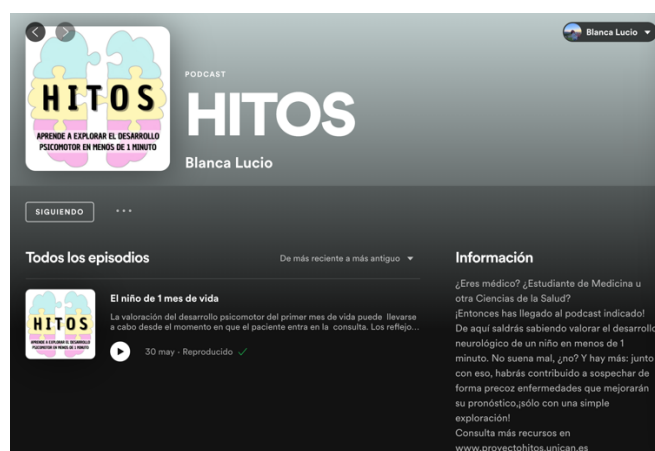 HITOS
APRENDE A EXPLORAR EL DESARROLLO
PSICOMOTOR EN MENOS DE 1 MINUTO
PODCAST
HITOS
Blanca Lucio
Blanca Lucio
SIGUIENDO
Todos los episodios
De más reciente a más antiguo
El niño de 1 mes de vida
La valoración del desarrollo psicomotor del primer mes de vida puede llevarse
a cabo desde el momento en que el paciente entra en la consulta. Los reflejo...
30 may · Reproducido
HITOS
APRENDE A EXPLORAR EL DESARROLLO
PSICOMOTOR EN MENOS DE 1 MINUTO
Información
¿Eres médico? ¿Estudiante de Medicina u
otra Ciencias de la Salud?
¡Entonces has llegado al podcast indicado!
De aquí saldrás sabiendo valorar el desarrollo
neurológico de un niño en menos de 1
minuto. No suena mal, ¿no? Y hay más: junto
con eso, habrás contribuido a sospechar de
forma precoz enfermedades que mejorarán
su pronóstico,¡sólo con una simple
exploración!
Consulta más recursos en
www.proyectohitos.unican.es